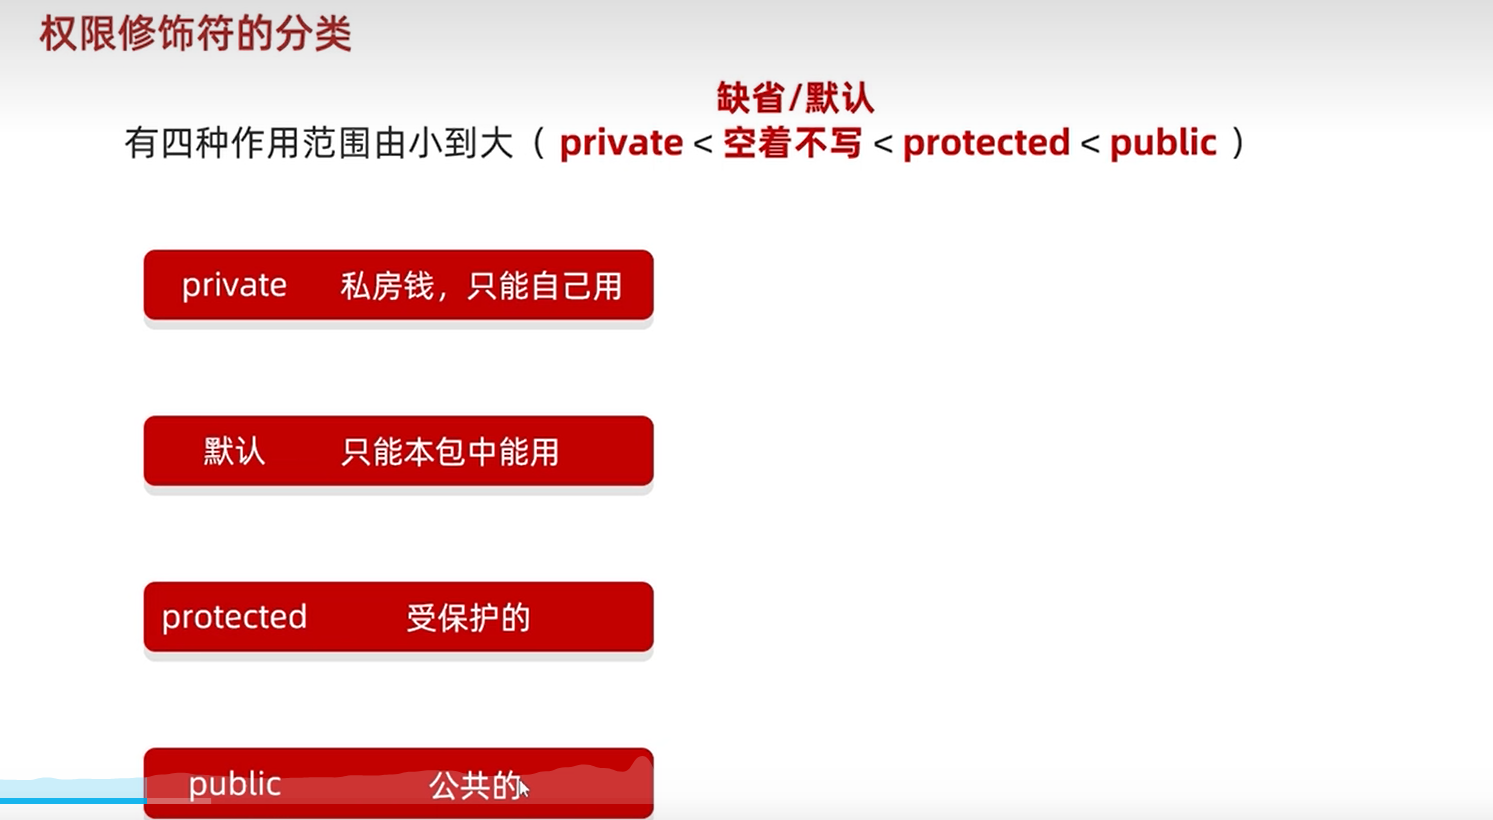 权限修饰符的分类
缺省/默认
有四种作用范围由小到大（private < 空着不写 < protected < public）
private 私房钱，只能自己用
默认 只能本包中能用
protected 受保护的
public 公共的